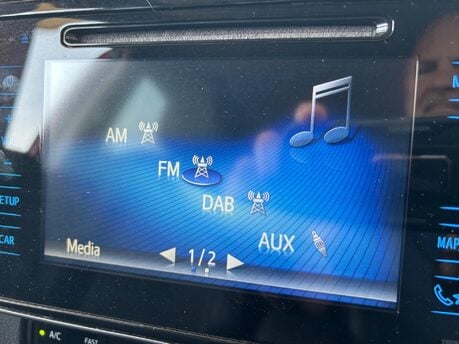 AM
FM
DAB
AUX
Media
1/2
SETUP
CAR
MAP
A/C
FAST